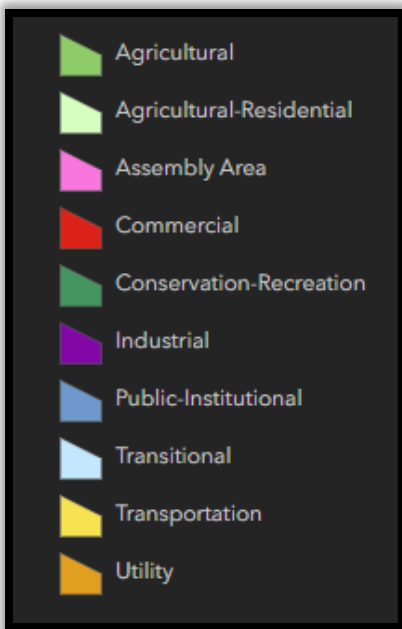 Agricultural
Agricultural-Residential
Assembly Area
Commercial
Conservation-Recreation
Industrial
Public-Institutional
Transitional
Transportation
Utility